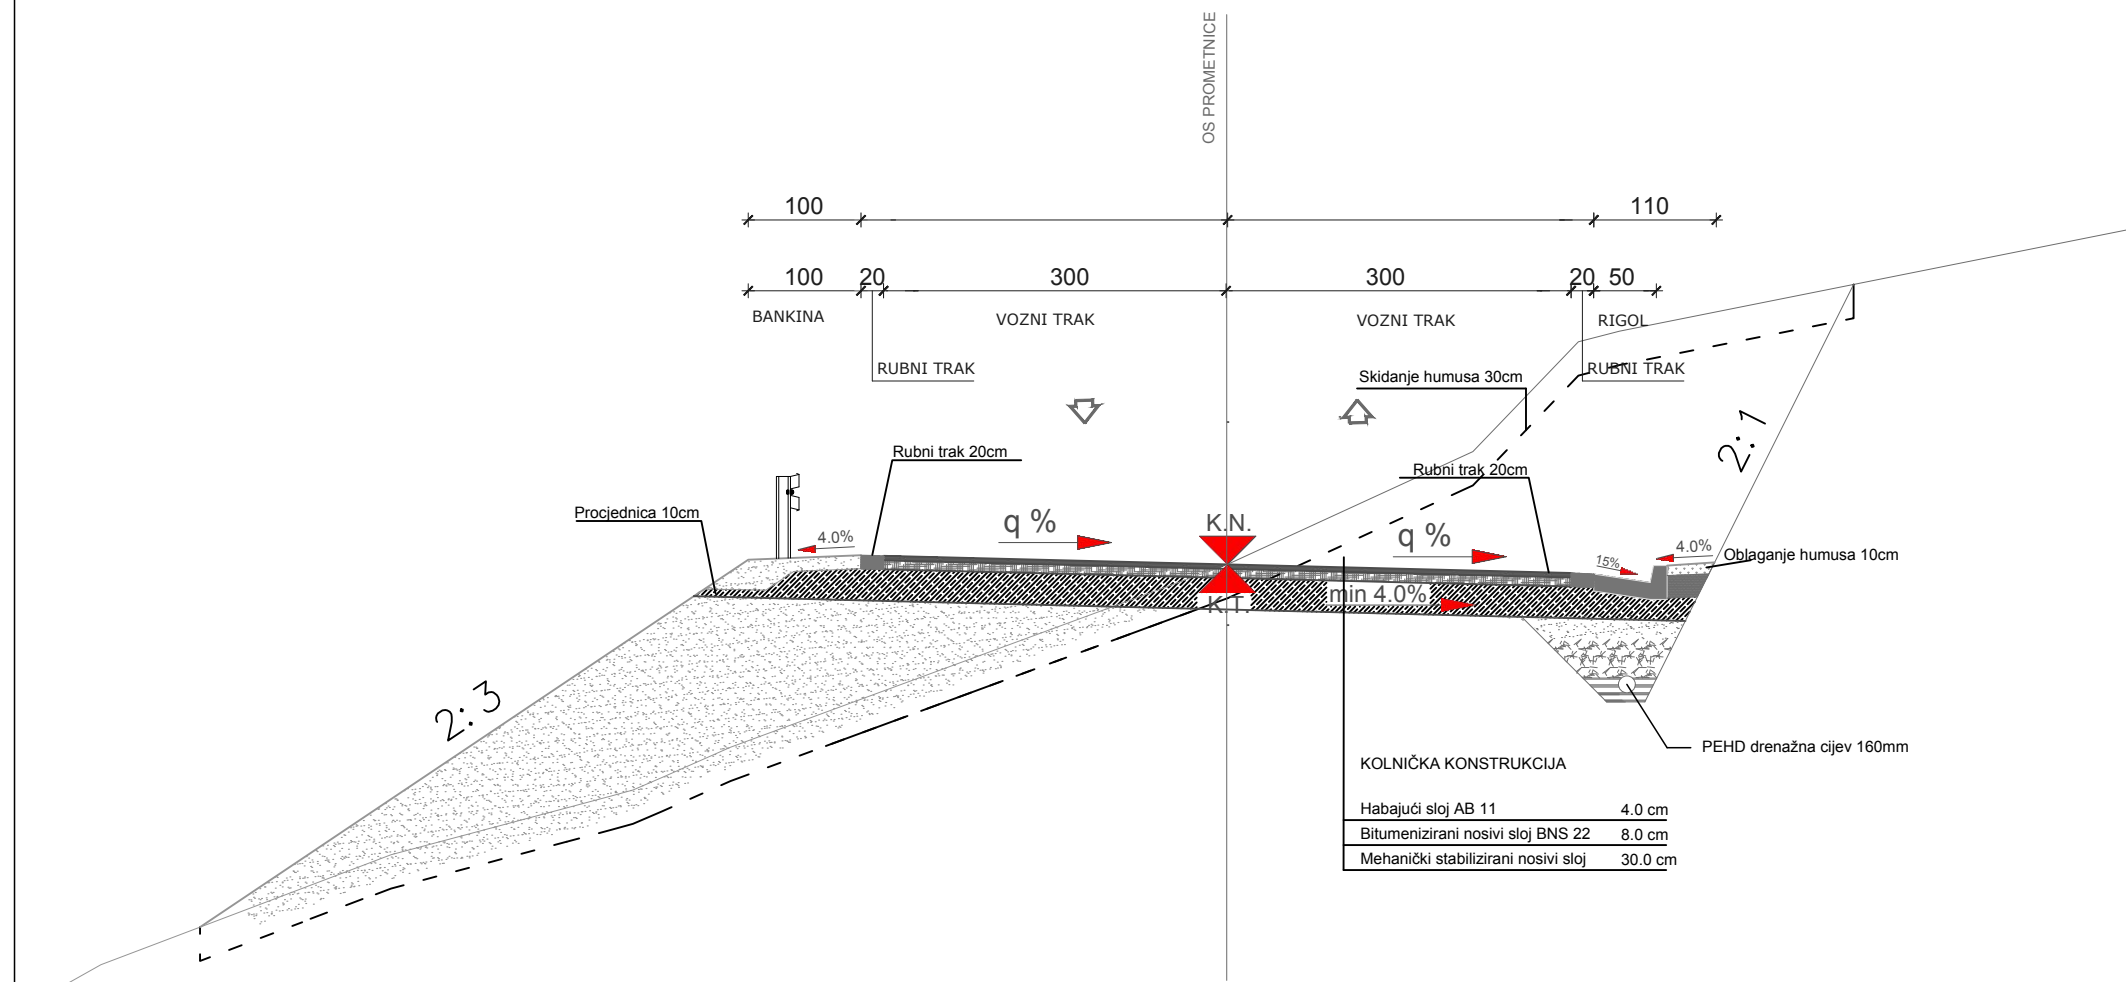 OS PROMETNICE
100
110
100
20
300
300
20
50
BANKINA
VOZNI TRAK
VOZNI TRAK
RIGOL
RUBNI TRAK
RUBNI TRAK
Skidanje humusa 30cm
2:1
Rubni trak 20cm
Rubni trak 20cm
Procjednica 10cm
q %
K.N.
q %
4.0%
4.0%
15%
Oblaganje humusa 10cm
min 4.0%
K.T.
2:3
PEHD drenažna cijev 160mm
KOLNIČKA KONSTRUKCIJA
Habajući sloj AB 11 4.0 cm
Bitumenizirani nosivi sloj BNS 22 8.0 cm
Mehanički stabilizirani nosivi sloj 30.0 cm